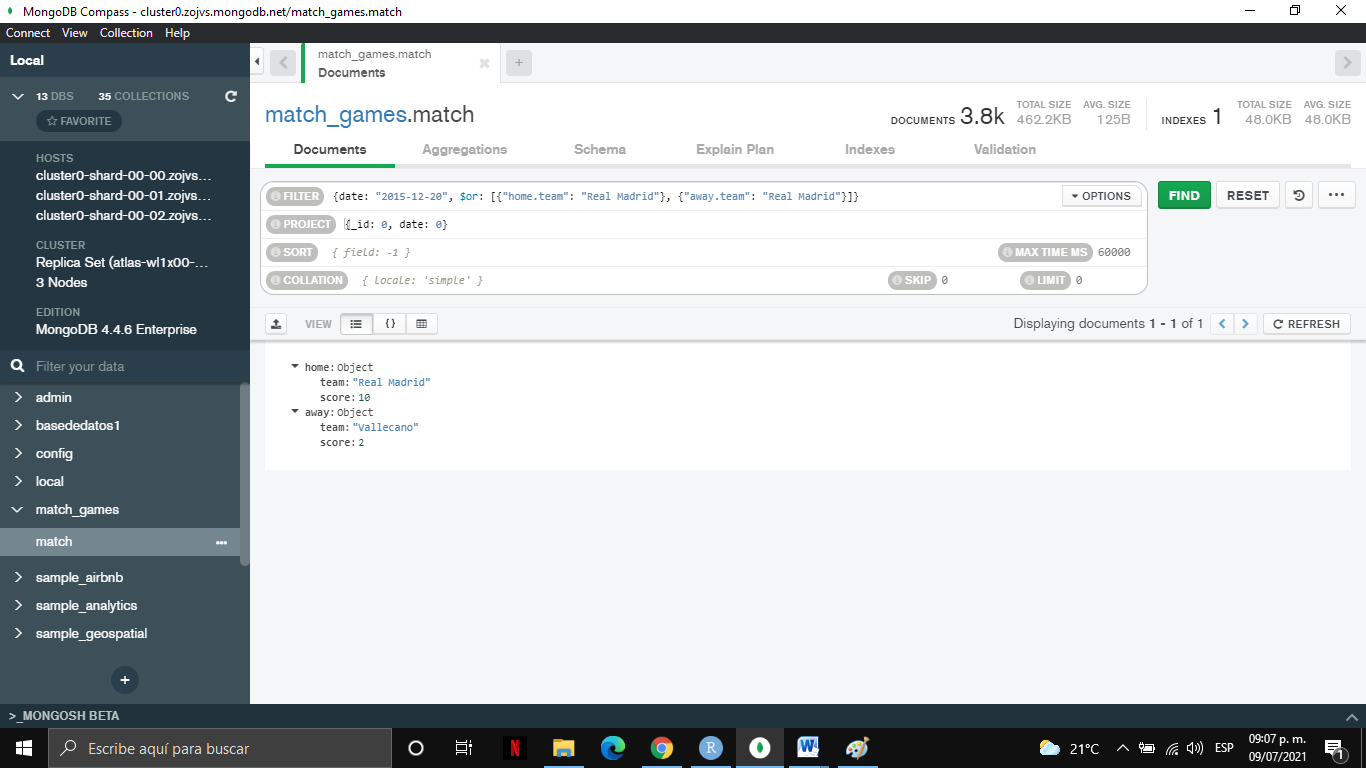 MongoDB Compass - cluster0.zojvs.mongodb.net/match_games.match
Connect View Collection Help
Local
13 DBS 35 COLLECTIONS
FAVORITE
HOSTS
cluster0-shard-00-00.zojvs...
cluster0-shard-00-01.zojvs...
cluster0-shard-00-02.zojvs...
CLUSTER
Replica Set (atlas-wl1x00-...
3 Nodes
EDITION
MongoDB 4.4.6 Enterprise
Filter your data
admin
basededatos1
config
local
match_games
match
sample_airbnb
sample_analytics
sample_geospatial
>_MONGOSH BETA
match_games.match
Documents
match_games.match
DOCUMENTS 3.8k TOTAL SIZE 462.2KB AVG. SIZE 125B INDEXES 1 TOTAL SIZE 48.0KB AVG. SIZE 48.0KB
Documents Aggregations Schema Explain Plan Indexes Validation
FILTER {date: "2015-12-20", $or: [{"home.team": "Real Madrid"}, {"away.team": "Real Madrid"}]} OPTIONS FIND RESET
PROJECT {_id: 0, date: 0}
SORT { field: -1 } MAX TIME MS 60000
COLLATION { locale: 'simple' } SKIP 0 LIMIT 0
VIEW {} Displaying documents 1 - 1 of 1 REFRESH
home: Object
team: "Real Madrid"
score: 10
away: Object
team: "Vallecano"
score: 2
Escribe aquí para buscar
N
R
W
21°C
ESP
09:07 p. m.
09/07/2021
1